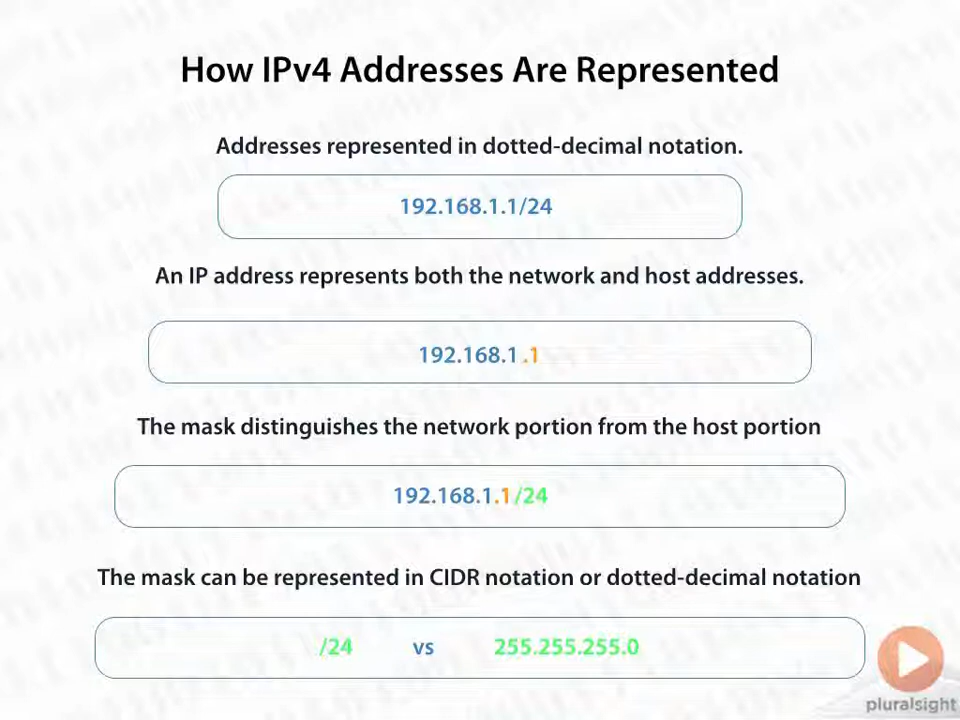 How IPv4 Addresses Are Represented
Addresses represented in dotted-decimal notation.
192.168.1.1/24
An IP address represents both the network and host addresses.
192.168.1.1
The mask distinguishes the network portion from the host portion
192.168.1.1/24
The mask can be represented in CIDR notation or dotted-decimal notation
/24 vs 255.255.255.0
pluralsight